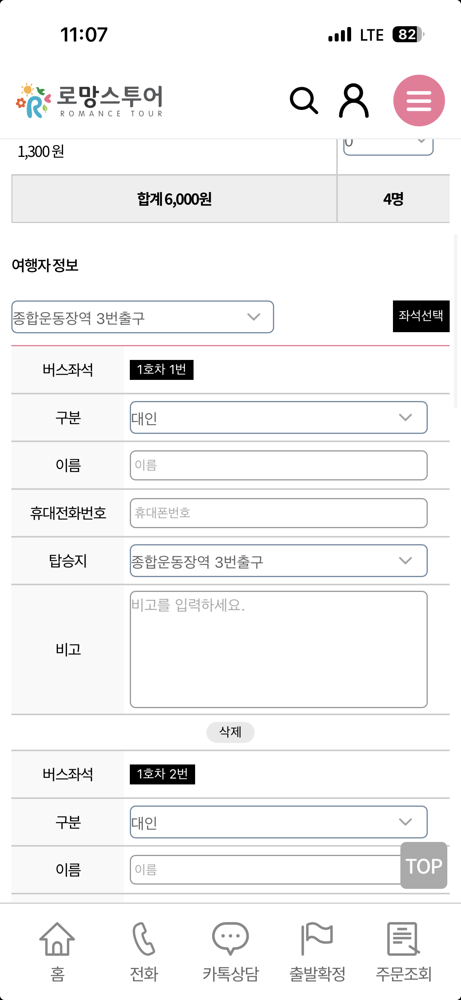 11:07 LTE 82
로망스투어
ROMANCE TOUR
1,300 원 0
합계 6,000원 4명
여행자 정보
종합운동장역 3번출구 좌석선택
버스좌석 1호차 1번
구분 대인
이름 이름
휴대전화번호 휴대폰번호
탑승지 종합운동장역 3번출구
비고 비고를 입력하세요.
삭제
버스좌석 1호차 2번
구분 대인
이름 이름
TOP
홈 전화 카톡상담 출발확정 주문조회